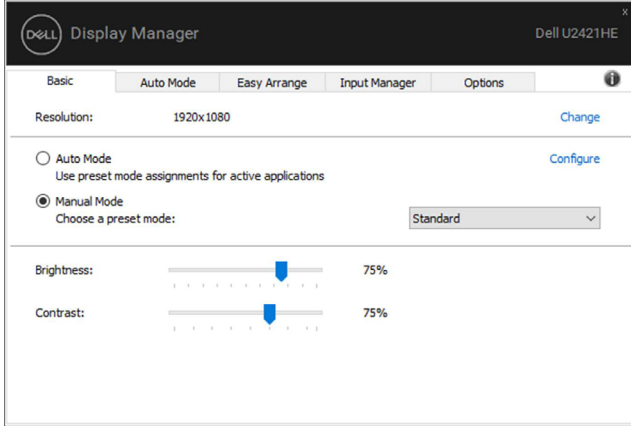 DELL Display Manager
Dell U2421HE
x
Basic Auto Mode Easy Arrange Input Manager Options
Resolution: 1920x1080 Change
Auto Mode Configure
Use preset mode assignments for active applications
Manual Mode
Choose a preset mode: Standard
Brightness: 75%
Contrast: 75%